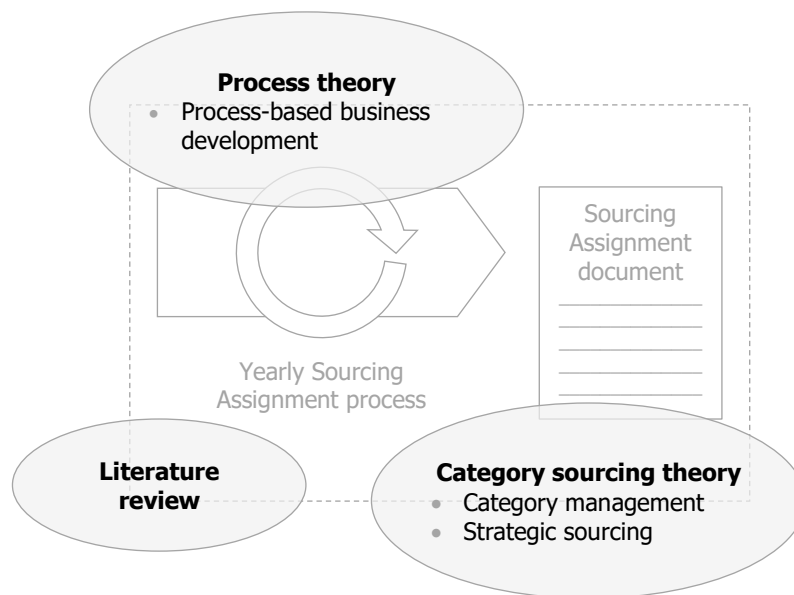 Process theory
• Process-based business
development
Sourcing
Assignment
document
Yearly Sourcing
Assignment process
Literature
review
Category sourcing theory
• Category management
• Strategic sourcing